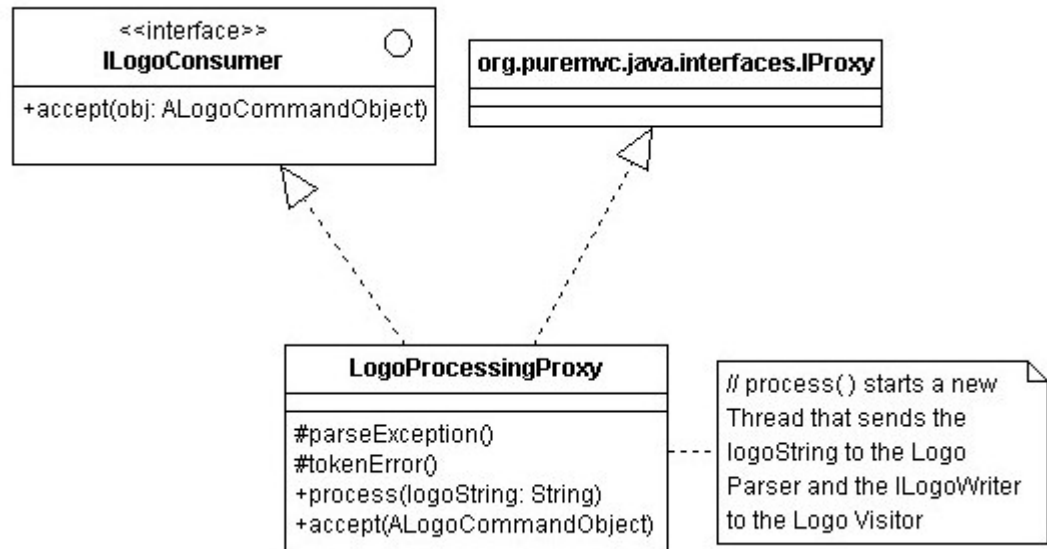 <<interface>>
ILogoConsumer
+accept(obj: ALogoCommandObject)
org.puremvc.java.interfaces.IProxy
LogoProcessingProxy
#parseException()
#tokenError()
+process(logoString: String)
+accept(ALogoCommandObject)
// process( ) starts a new
Thread that sends the
logoString to the Logo
Parser and the ILogoWriter
to the Logo Visitor